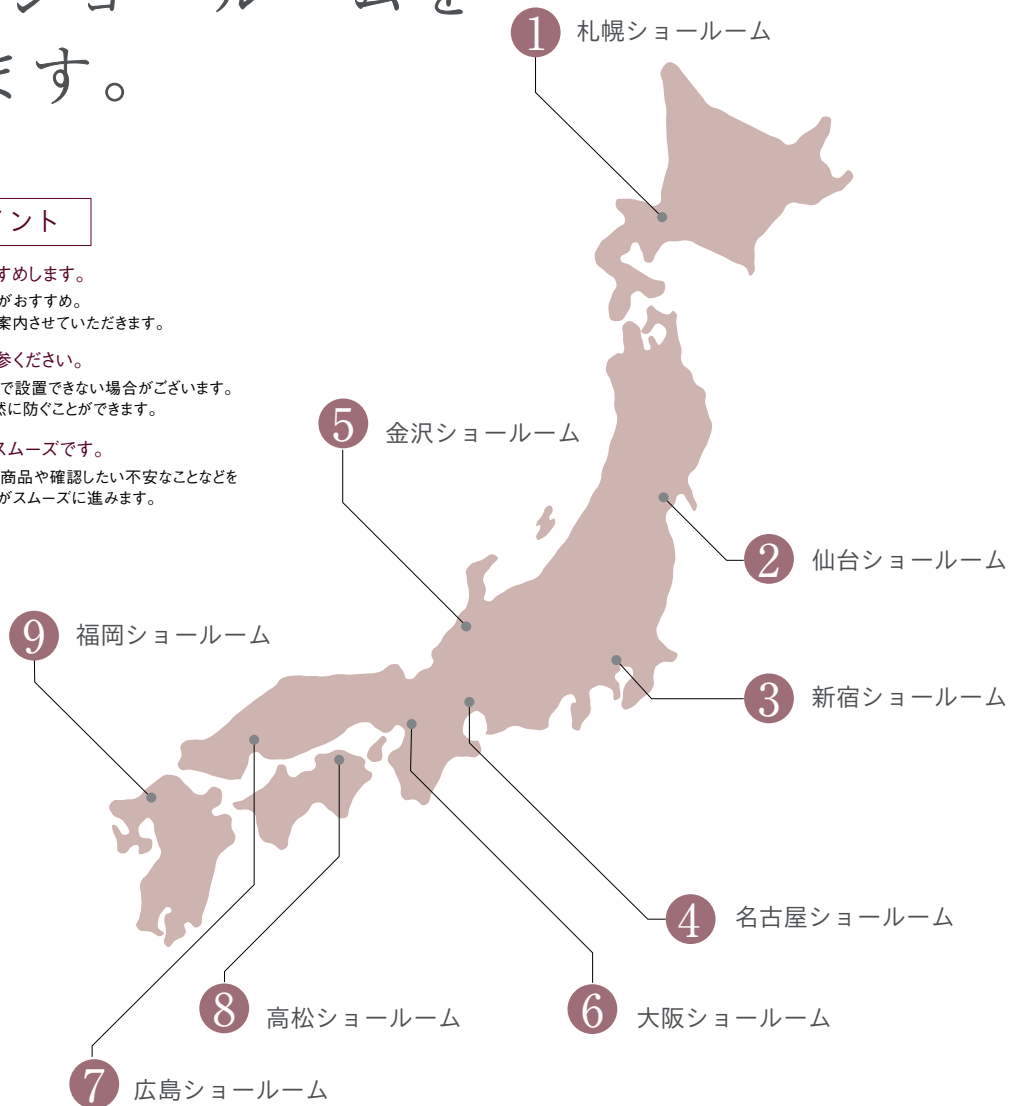 ショールームを
ます。
イント
すめします。
がおすすめ。
案内させていただきます。
参ください。
で設置できない場合がございます。
然に防ぐことができます。
スムーズです。
商品や確認したい不安なことなどを
がスムーズに進みます。
1 札幌ショールーム
5 金沢ショールーム
2 仙台ショールーム
9 福岡ショールーム
3 新宿ショールーム
4 名古屋ショールーム
8 高松ショールーム
6 大阪ショールーム
7 広島ショールーム